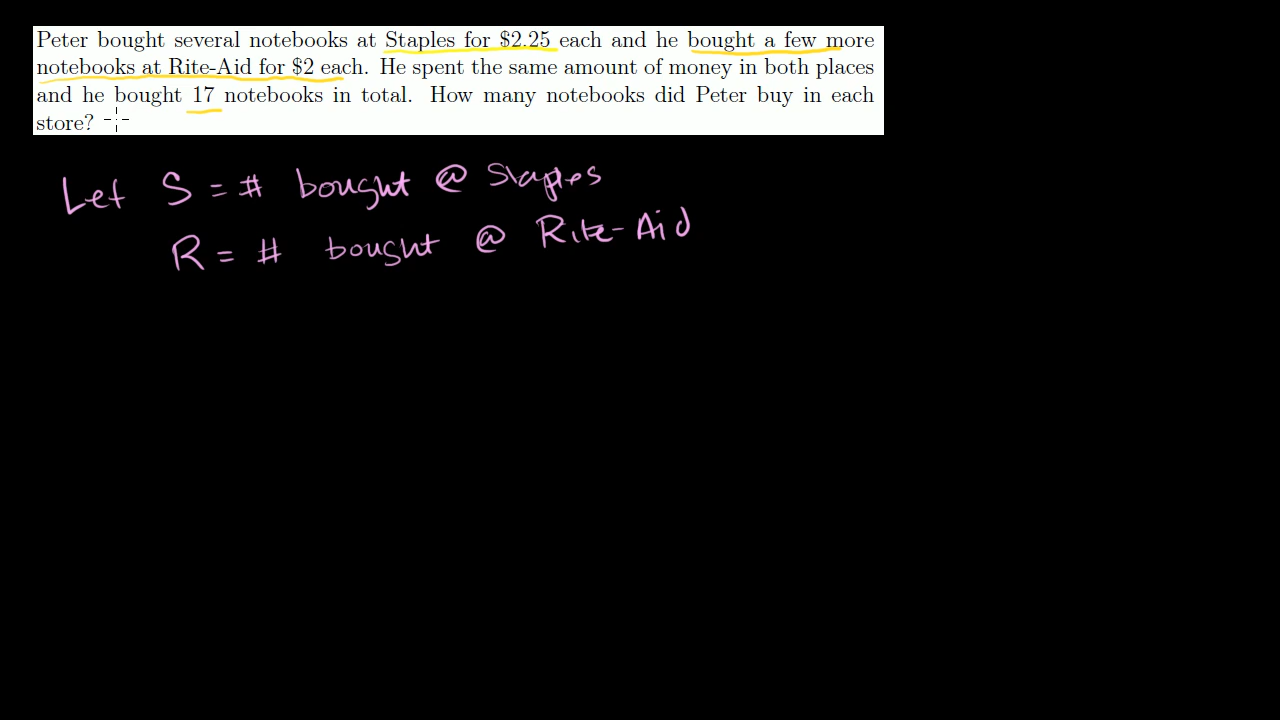 Peter bought several notebooks at Staples for $2.25 each and he bought a few more
notebooks at Rite-Aid for $2 each. He spent the same amount of money in both places
and he bought 17 notebooks in total. How many notebooks did Peter buy in each
store?
Let S = # bought @ Staples
R = # bought @ Rite-Aid